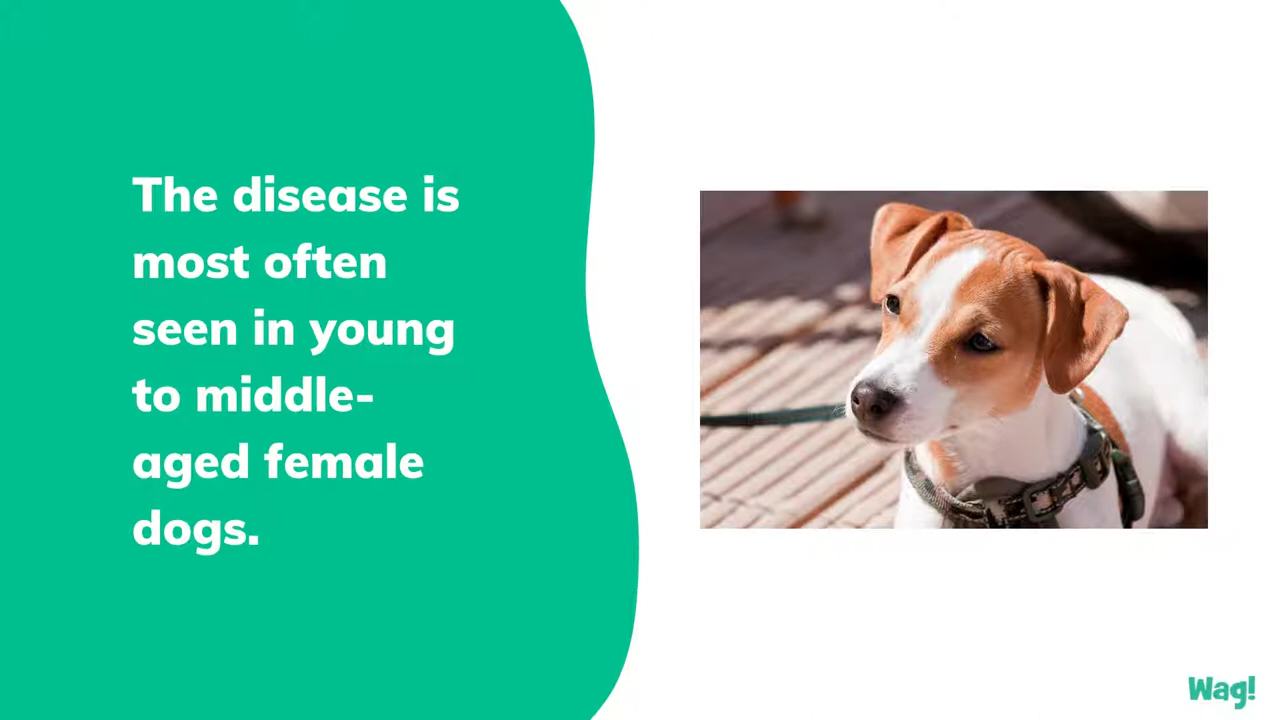 The disease is
most often
seen in young
to middle-
aged female
dogs.
Wag!